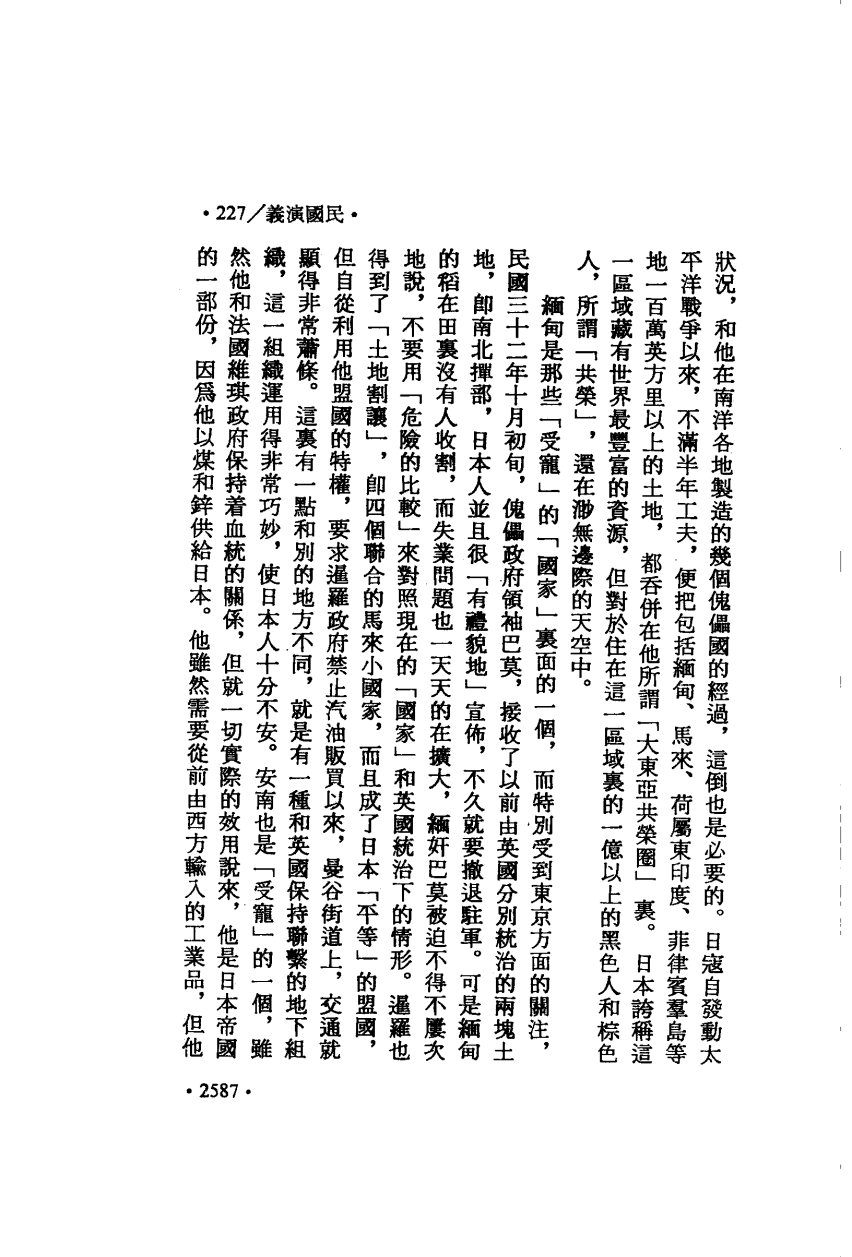 •227/義演國民•
狀況，和他在南洋各地製造的幾個傀儡國的經過，這倒也是必要的。日寇自發動太
平洋戰爭以來，不滿半年工夫，便把包括緬甸、馬來、荷屬東印度、菲律賓羣島等
地一百萬英方里以上的土地，都吞併在他所謂「大東亞共榮圈」裏。日本誇稱這
一區域藏有世界最豐富的資源，但對於住在這一區域裏的一億以上的黑色人和棕色
人，所謂「共榮」，還在渺無邊際的天空中。
緬甸是那些「受寵」的「國家」裏面的一個，而特別受到東京方面的關注，
民國三十二年十月初旬，傀儡政府領袖巴莫，接收了以前由英國分別統治的兩塊土
地，卽南北撣部，日本人並且很「有禮貌地」宣佈，不久就要撤退駐軍。可是緬甸
的稻在田裏沒有人收割，而失業問題也一天天的在擴大，緬奸巴莫被迫不得不屢次
地說，不要用「危險的比較」來對照現在的「國家」和英國統治下的情形。暹羅也
得到了「土地割讓」，卽四個聯合的馬來小國家，而且成了日本「平等」的盟國，
但自從利用他盟國的特權，要求暹羅政府禁止汽油販買以來，曼谷街道上，交通就
顯得非常蕭條。這裏有一點和別的地方不同，就是有一種和英國保持聯繫的地下組
織，這一組織運用得非常巧妙，使日本人十分不安。安南也是「受寵」的一個，雖
然他和法國維琪政府保持着血統的關係，但就一切實際的效用說來，他是日本帝國
的一部份，因爲他以煤和鋅供給日本。他雖然需要從前由西方輸入的工業品，但他
•2587•